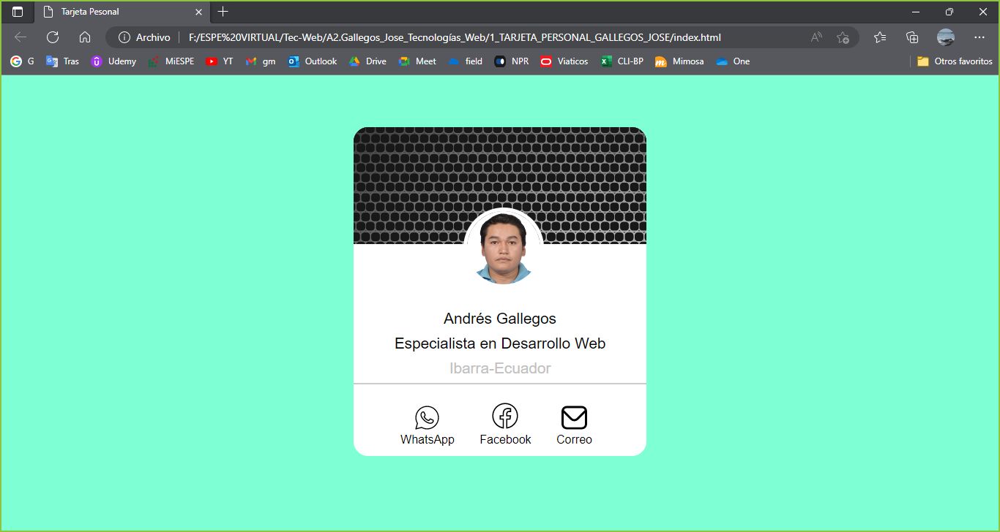 Tarjeta Pesonal
Archivo F:/ESPE%20VIRTUAL/Tec-Web/A2.Gallegos_Jose_Tecnologías_Web/1_TARJETA_PERSONAL_GALLEGOS_JOSE/index.html
G Tras Udemy MiESPE YT gm Outlook Drive Meet field NPR Viaticos CLI-BP Mimosa One Otros favoritos
Andrés Gallegos
Especialista en Desarrollo Web
Ibarra-Ecuador
WhatsApp Facebook Correo